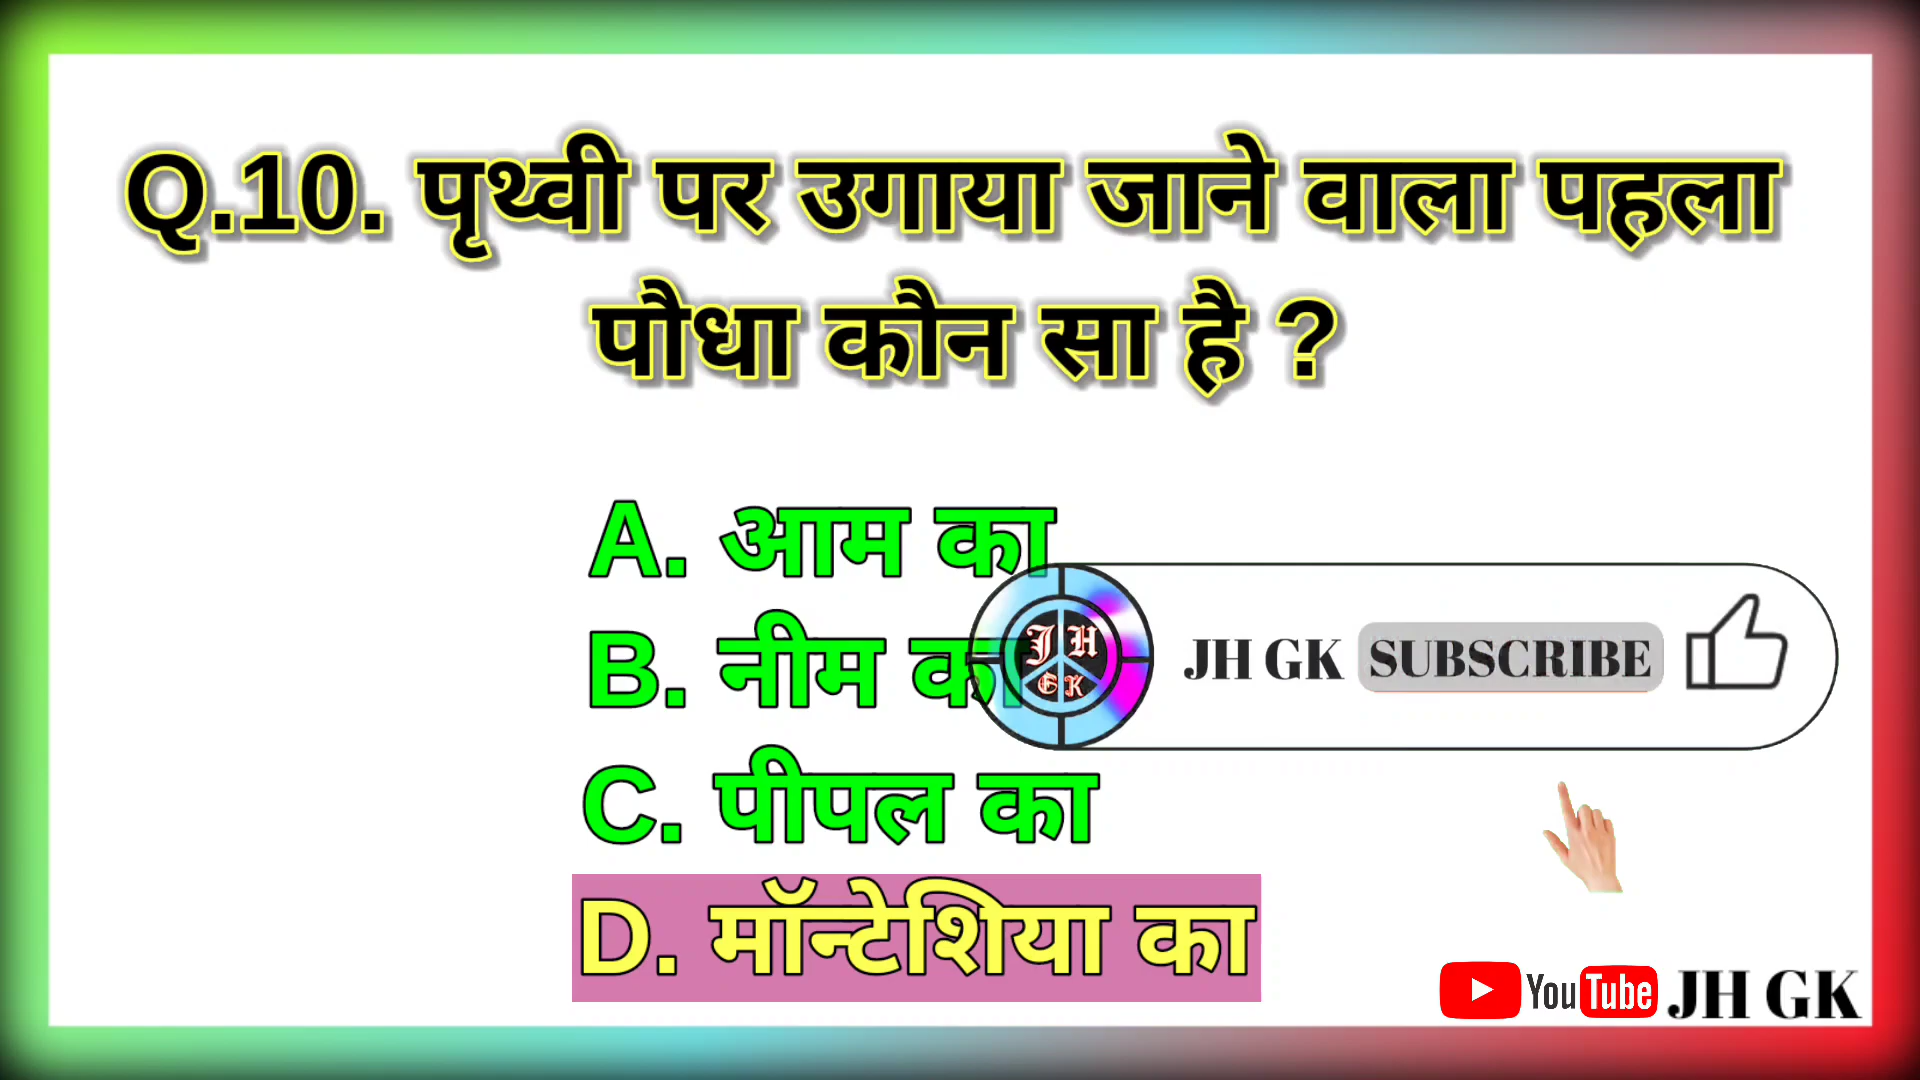 Q.10. पृथ्वी पर उगाया जाने वाला पहला
पौधा कौन सा है ?
A. आम का
B. नीम का
J H
G K
JH GK SUBSCRIBE
C. पीपल का
D. मॉन्टेशिया का
YouTube JH GK